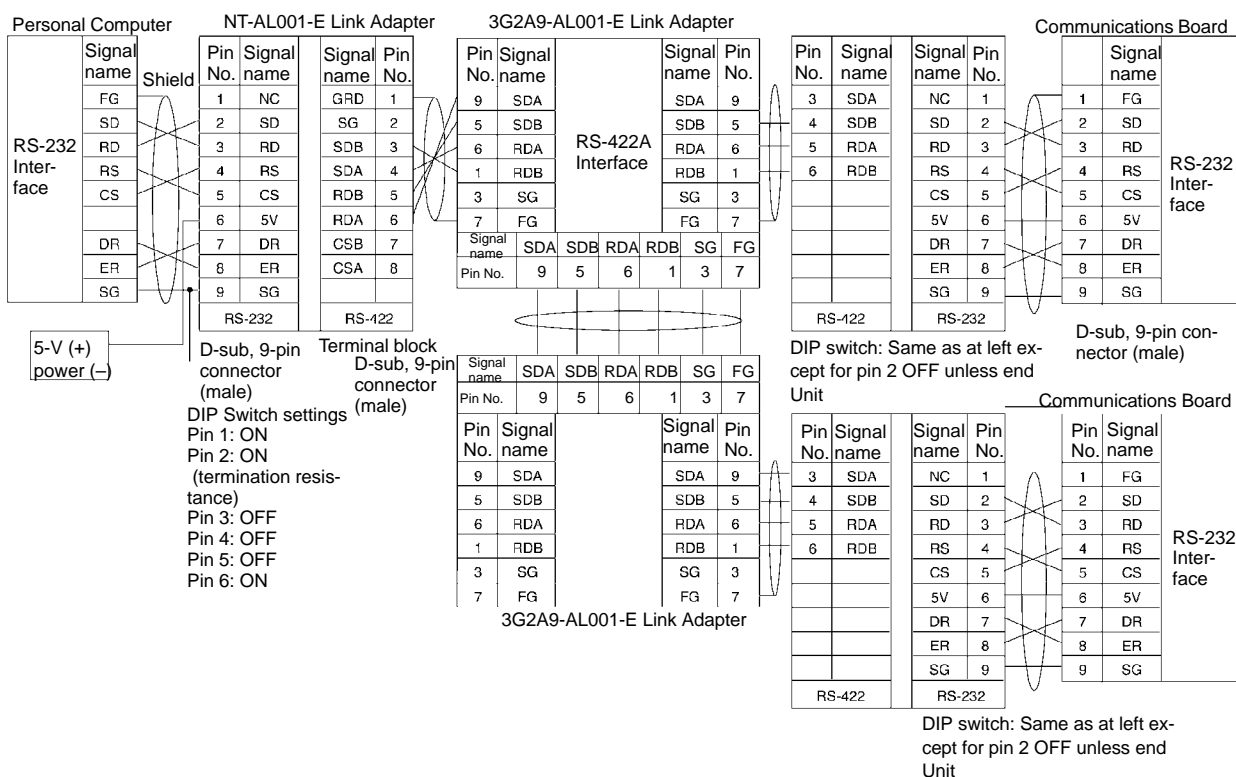 Personal Computer
NT-AL001-E Link Adapter
3G2A9-AL001-E Link Adapter
Communications Board
Signal name
Shield
FG
SD
RD
RS
CS
DR
ER
SG
RS-232 Inter-
face
Pin No. Signal name
1 NC
2 SD
3 RD
4 RS
5 CS
6 5V
7 DR
8 ER
9 SG
RS-232
Signal name Pin No.
GRD 1
SG 2
SDB 3
SDA 4
RDB 5
RDA 6
CSB 7
CSA 8
RS-422
Pin No. Signal name
9 SDA
5 SDB
6 RDA
1 RDB
3 SG
7 FG
RS-422A
Interface
Signal name Pin No.
SDA 9
SDB 5
RDA 6
RDB 1
SG 3
FG 7
Signal name SDA SDB RDA RDB SG FG
Pin No. 9 5 6 1 3 7
Pin No. Signal name
3 SDA
4 SDB
5 RDA
6 RDB
RS-422
Signal name Pin No.
NC 1
SD 2
RD 3
RS 4
CS 5
5V 6
DR 7
ER 8
SG 9
RS-232
Signal name
1 FG
2 SD
3 RD
4 RS
5 CS
6 5V
7 DR
8 ER
9 SG
RS-232
Inter-
face
5-V (+)
power (–)
D-sub, 9-pin
connector
(male)
DIP Switch settings
Pin 1: ON
Pin 2: ON
(termination resis-
tance)
Pin 3: OFF
Pin 4: OFF
Pin 5: OFF
Pin 6: ON
Terminal block
D-sub, 9-pin
connector
(male)
DIP switch: Same as at left ex-
cept for pin 2 OFF unless end
Unit
D-sub, 9-pin con-
nector (male)
Signal name SDA SDB RDA RDB SG FG
Pin No. 9 5 6 1 3 7
Pin No. Signal name
9 SDA
5 SDB
6 RDA
1 RDB
3 SG
7 FG
Signal name Pin No.
SDA 9
SDB 5
RDA 6
RDB 1
SG 3
FG 7
3G2A9-AL001-E Link Adapter
Communications Board
Pin No. Signal name
3 SDA
4 SDB
5 RDA
6 RDB
RS-422
Signal name Pin No.
NC 1
SD 2
RD 3
RS 4
CS 5
5V 6
DR 7
ER 8
SG 9
RS-232
Pin No. Signal name
1 FG
2 SD
3 RD
4 RS
5 CS
6 5V
7 DR
8 ER
9 SG
RS-232
Inter-
face
DIP switch: Same as at left ex-
cept for pin 2 OFF unless end
Unit